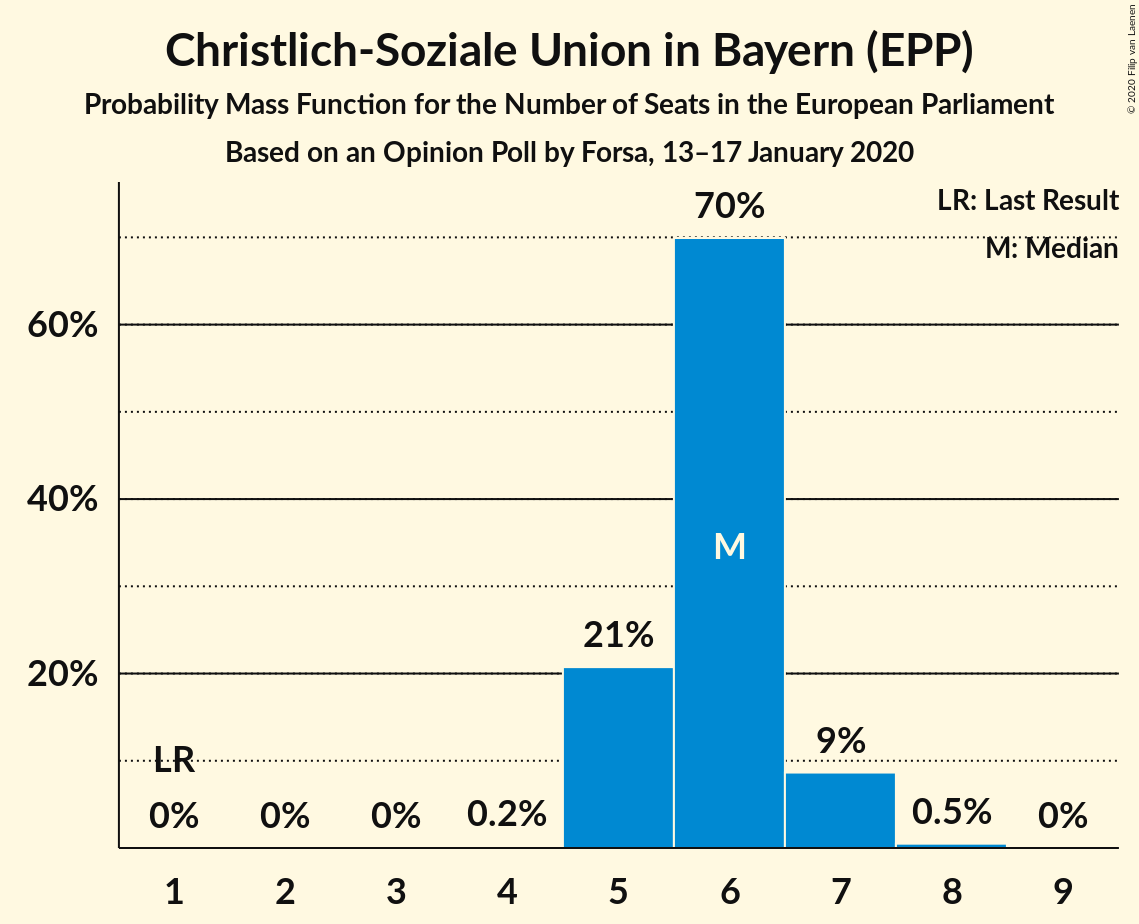 Christlich-Soziale Union in Bayern (EPP)
Probability Mass Function for the Number of Seats in the European Parliament
Based on an Opinion Poll by Forsa, 13–17 January 2020
© 2020 Filip van Laenen
LR: Last Result
M: Median
70%
60%
40%
M
21%
20%
9%
LR
0%
0%
0%
0.2%
0.5%
0%
1 2 3 4 5 6 7 8 9